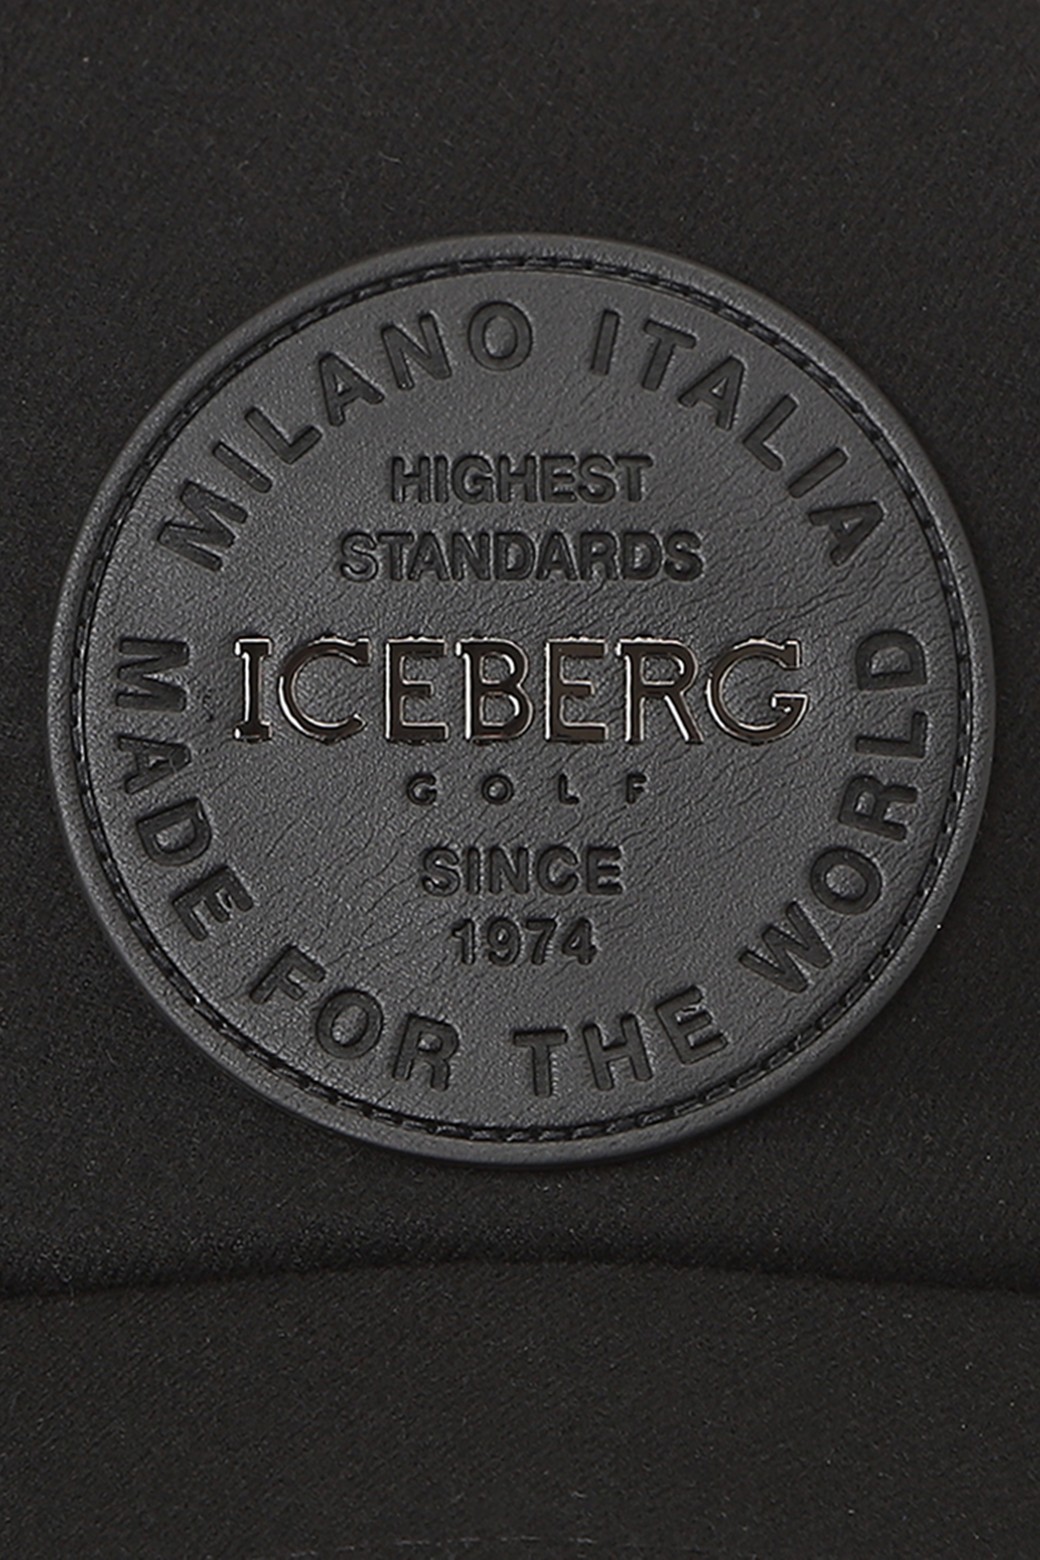 MILANO ITALIA
HIGHEST
STANDARDS
ICEBERG
GOLF
SINCE
1974
MADE FOR THE WORLD